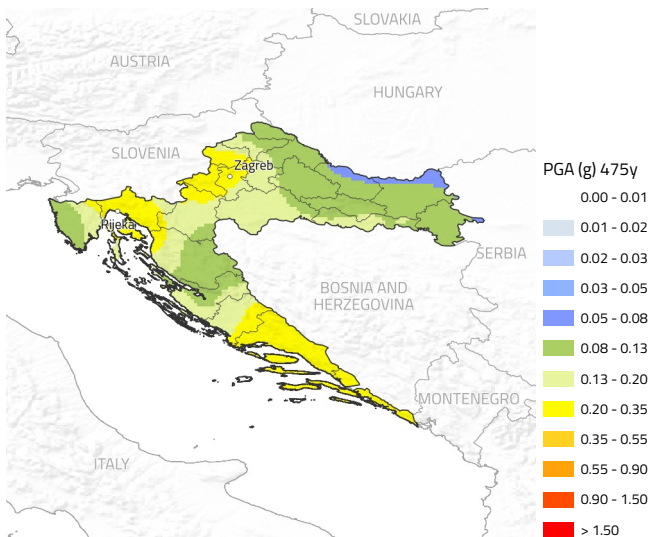 SLOVAKIA
AUSTRIA
HUNGARY
SLOVENIA
Zagreb
Rijeka
SERBIA
BOSNIA AND
HERZEGOVINA
MONTENEGRO
ITALY
PGA (g) 475y
0.00 - 0.01
0.01 - 0.02
0.02 - 0.03
0.03 - 0.05
0.05 - 0.08
0.08 - 0.13
0.13 - 0.20
0.20 - 0.35
0.35 - 0.55
0.55 - 0.90
0.90 - 1.50
> 1.50